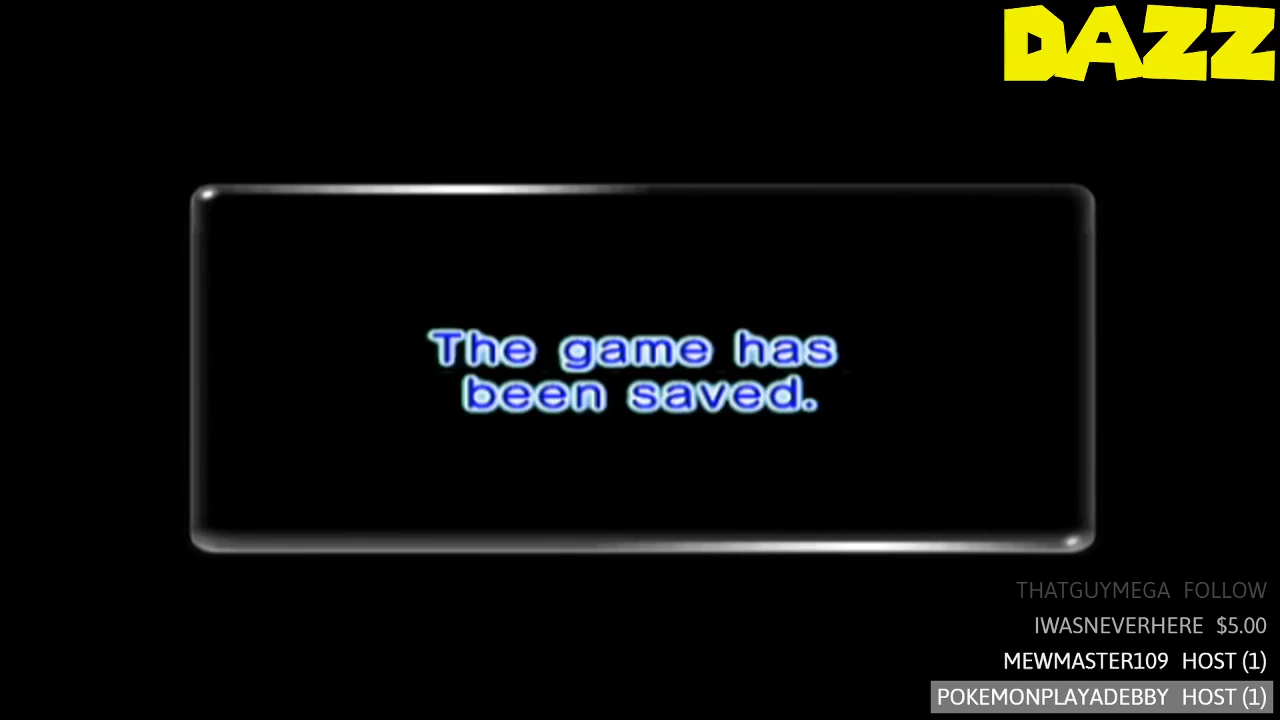 DAZZ
The game has
been saved.
THATGUYMEGA FOLLOW
IWASNEVERHERE $5.00
MEWMASTER109 HOST (1)
POKEMONPLAYADEBBY HOST (1)